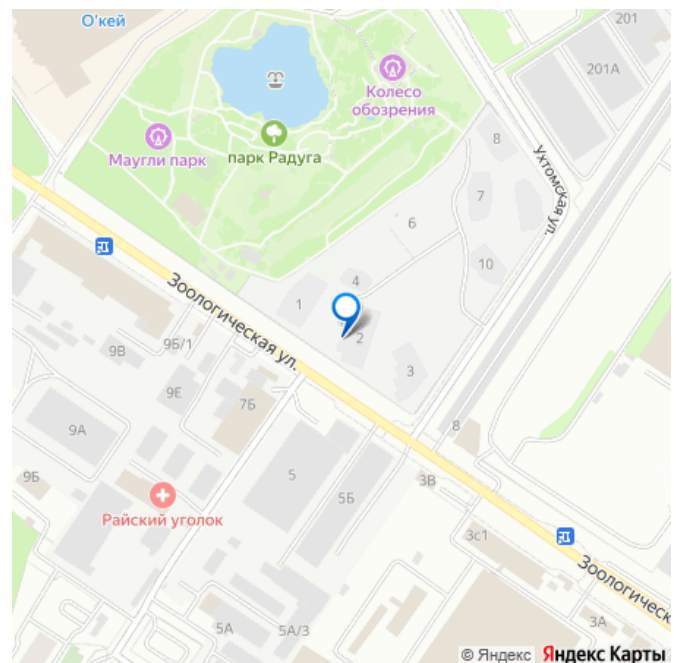 О'кей
201
201А
Колесо
обозрения
Маугли парк
парк Радуга
8
Ухтомская ул.
7
6
10
4
1
2
3
Зоологическая ул.
9В
9Б/1
9Е
7Б
9А
8
5
9Б
5Б
3В
Райский уголок
3с1
Зоологическ
5А
5А/3
3А
© Яндекс Яндекс Карты